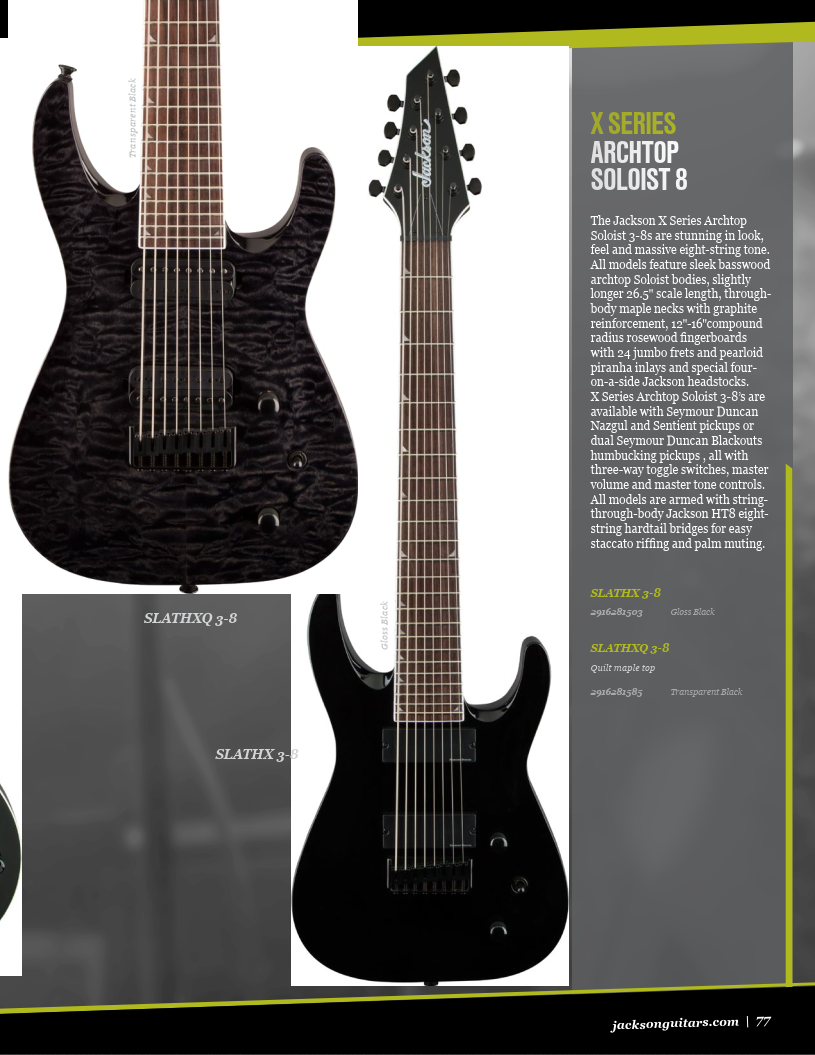 Transparent Black
Jackson
X SERIES
ARCHTOP
SOLOIST 8
The Jackson X Series Archtop
Soloist 3-8s are stunning in look,
feel and massive eight-string tone.
All models feature sleek basswood
archtop Soloist bodies, slightly
longer 26.5" scale length, through-
body maple necks with graphite
reinforcement, 12"-16"compound
radius rosewood fingerboards
with 24 jumbo frets and pearloid
piranha inlays and special four-
on-a-side Jackson headstocks.
X Series Archtop Soloist 3-8’s are
available with Seymour Duncan
Nazgul and Sentient pickups or
dual Seymour Duncan Blackouts
humbucking pickups , all with
three-way toggle switches, master
volume and master tone controls.
All models are armed with string-
through-body Jackson HT8 eight-
string hardtail bridges for easy
staccato riffing and palm muting.
SLATHX 3-8
2916281503 Gloss Black
SLATHXQ 3-8
Quilt maple top
2916281585 Transparent Black
SLATHXQ 3-8
Gloss Black
SLATHX 3-8
jacksonguitars.com | 77